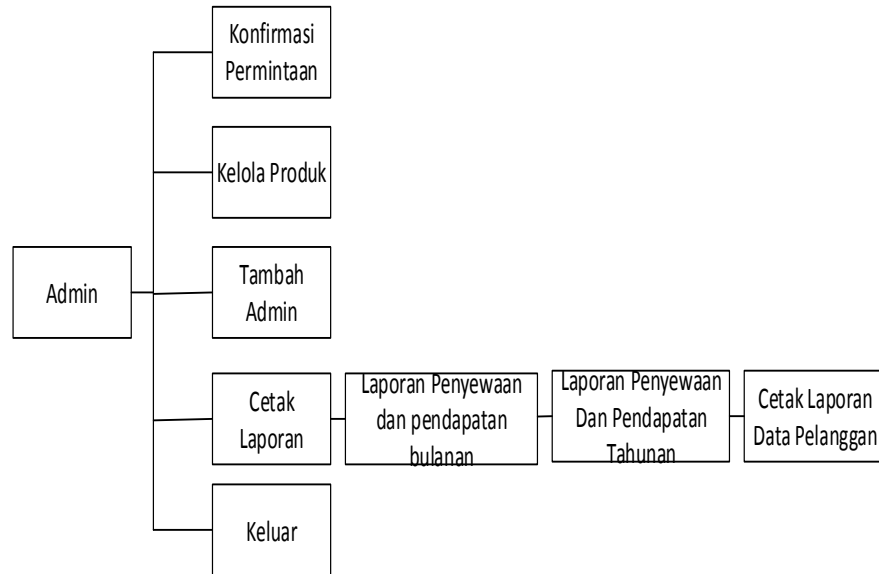 Konfirmasi
Permintaan
Kelola Produk
Admin
Tambah
Admin
Cetak
Laporan
Laporan Penyewaan
dan pendapatan
bulanan
Laporan Penyewaan
Dan Pendapatan
Tahunan
Cetak Laporan
Data Pelanggan
Keluar